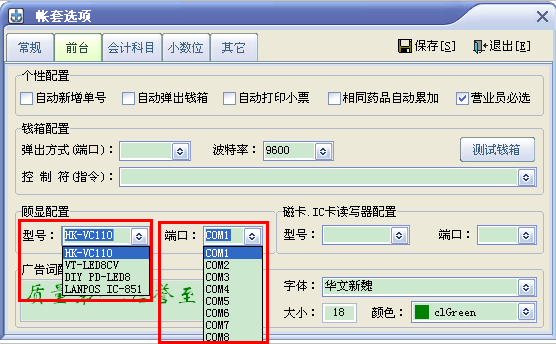 帐套选项
常规 前台 会计科目 小数位 其它 保存[S] 退出[E]
个性配置
自动新增单号 自动弹出钱箱 自动打印小票 相同药品自动累加 营业员必选
钱箱配置
弹出方式(端口): 波特率: 9600 测试钱箱
控 制 符(指令):
顾显配置 磁卡.IC卡读写器配置
型号: HK-VC110 端口: COM1 型号: 端口:
HK-VC110 COM1
VT-LED8CV COM2
DIY PD-LED8 COM3
LANPOS IC-851 COM4
COM5
COM6
COM7
COM8
广告词
质量 誉至
字体: 华文新魏
大小: 18 颜色: clGreen